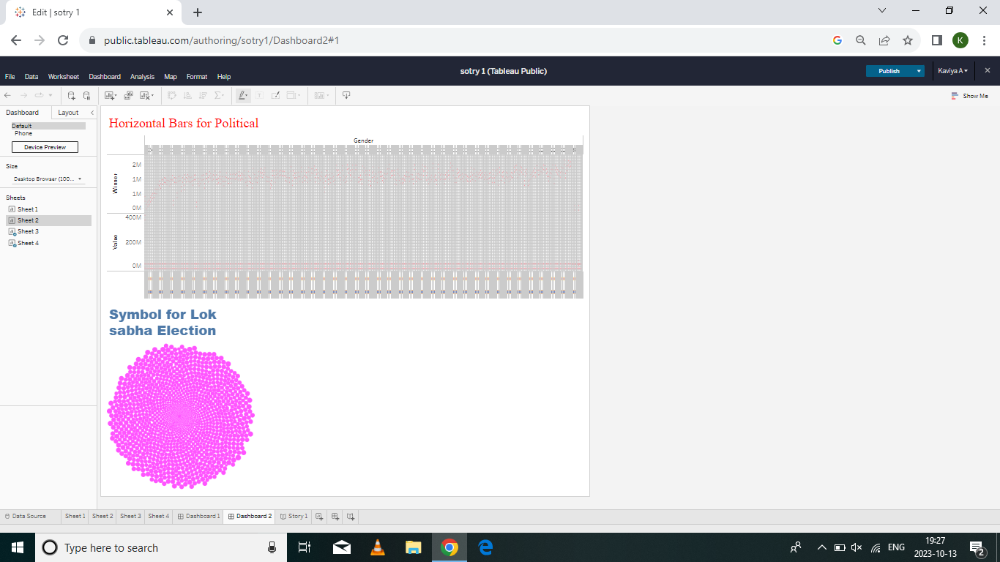 Edit | sotry 1
public.tableau.com/authoring/sotry1/Dashboard2#1
K
File Data Worksheet Dashboard Analysis Map Format Help
sotry 1 (Tableau Public)
Publish
Kaviya A
Show Me
Dashboard Layout
Default
Phone
Device Preview
Size
Desktop Browser (100...
Sheets
Sheet 1
Sheet 2
Sheet 3
Sheet 4
Horizontal Bars for Political
Gender
Winner
2M
1M
1M
0M
Value
400M
200M
0M
Symbol for Lok
sabha Election
Data Source Sheet 1 Sheet 2 Sheet 3 Sheet 4 Dashboard 1 Dashboard 2 Story 1
Type here to search
ENG
19:27
2023-10-13
2